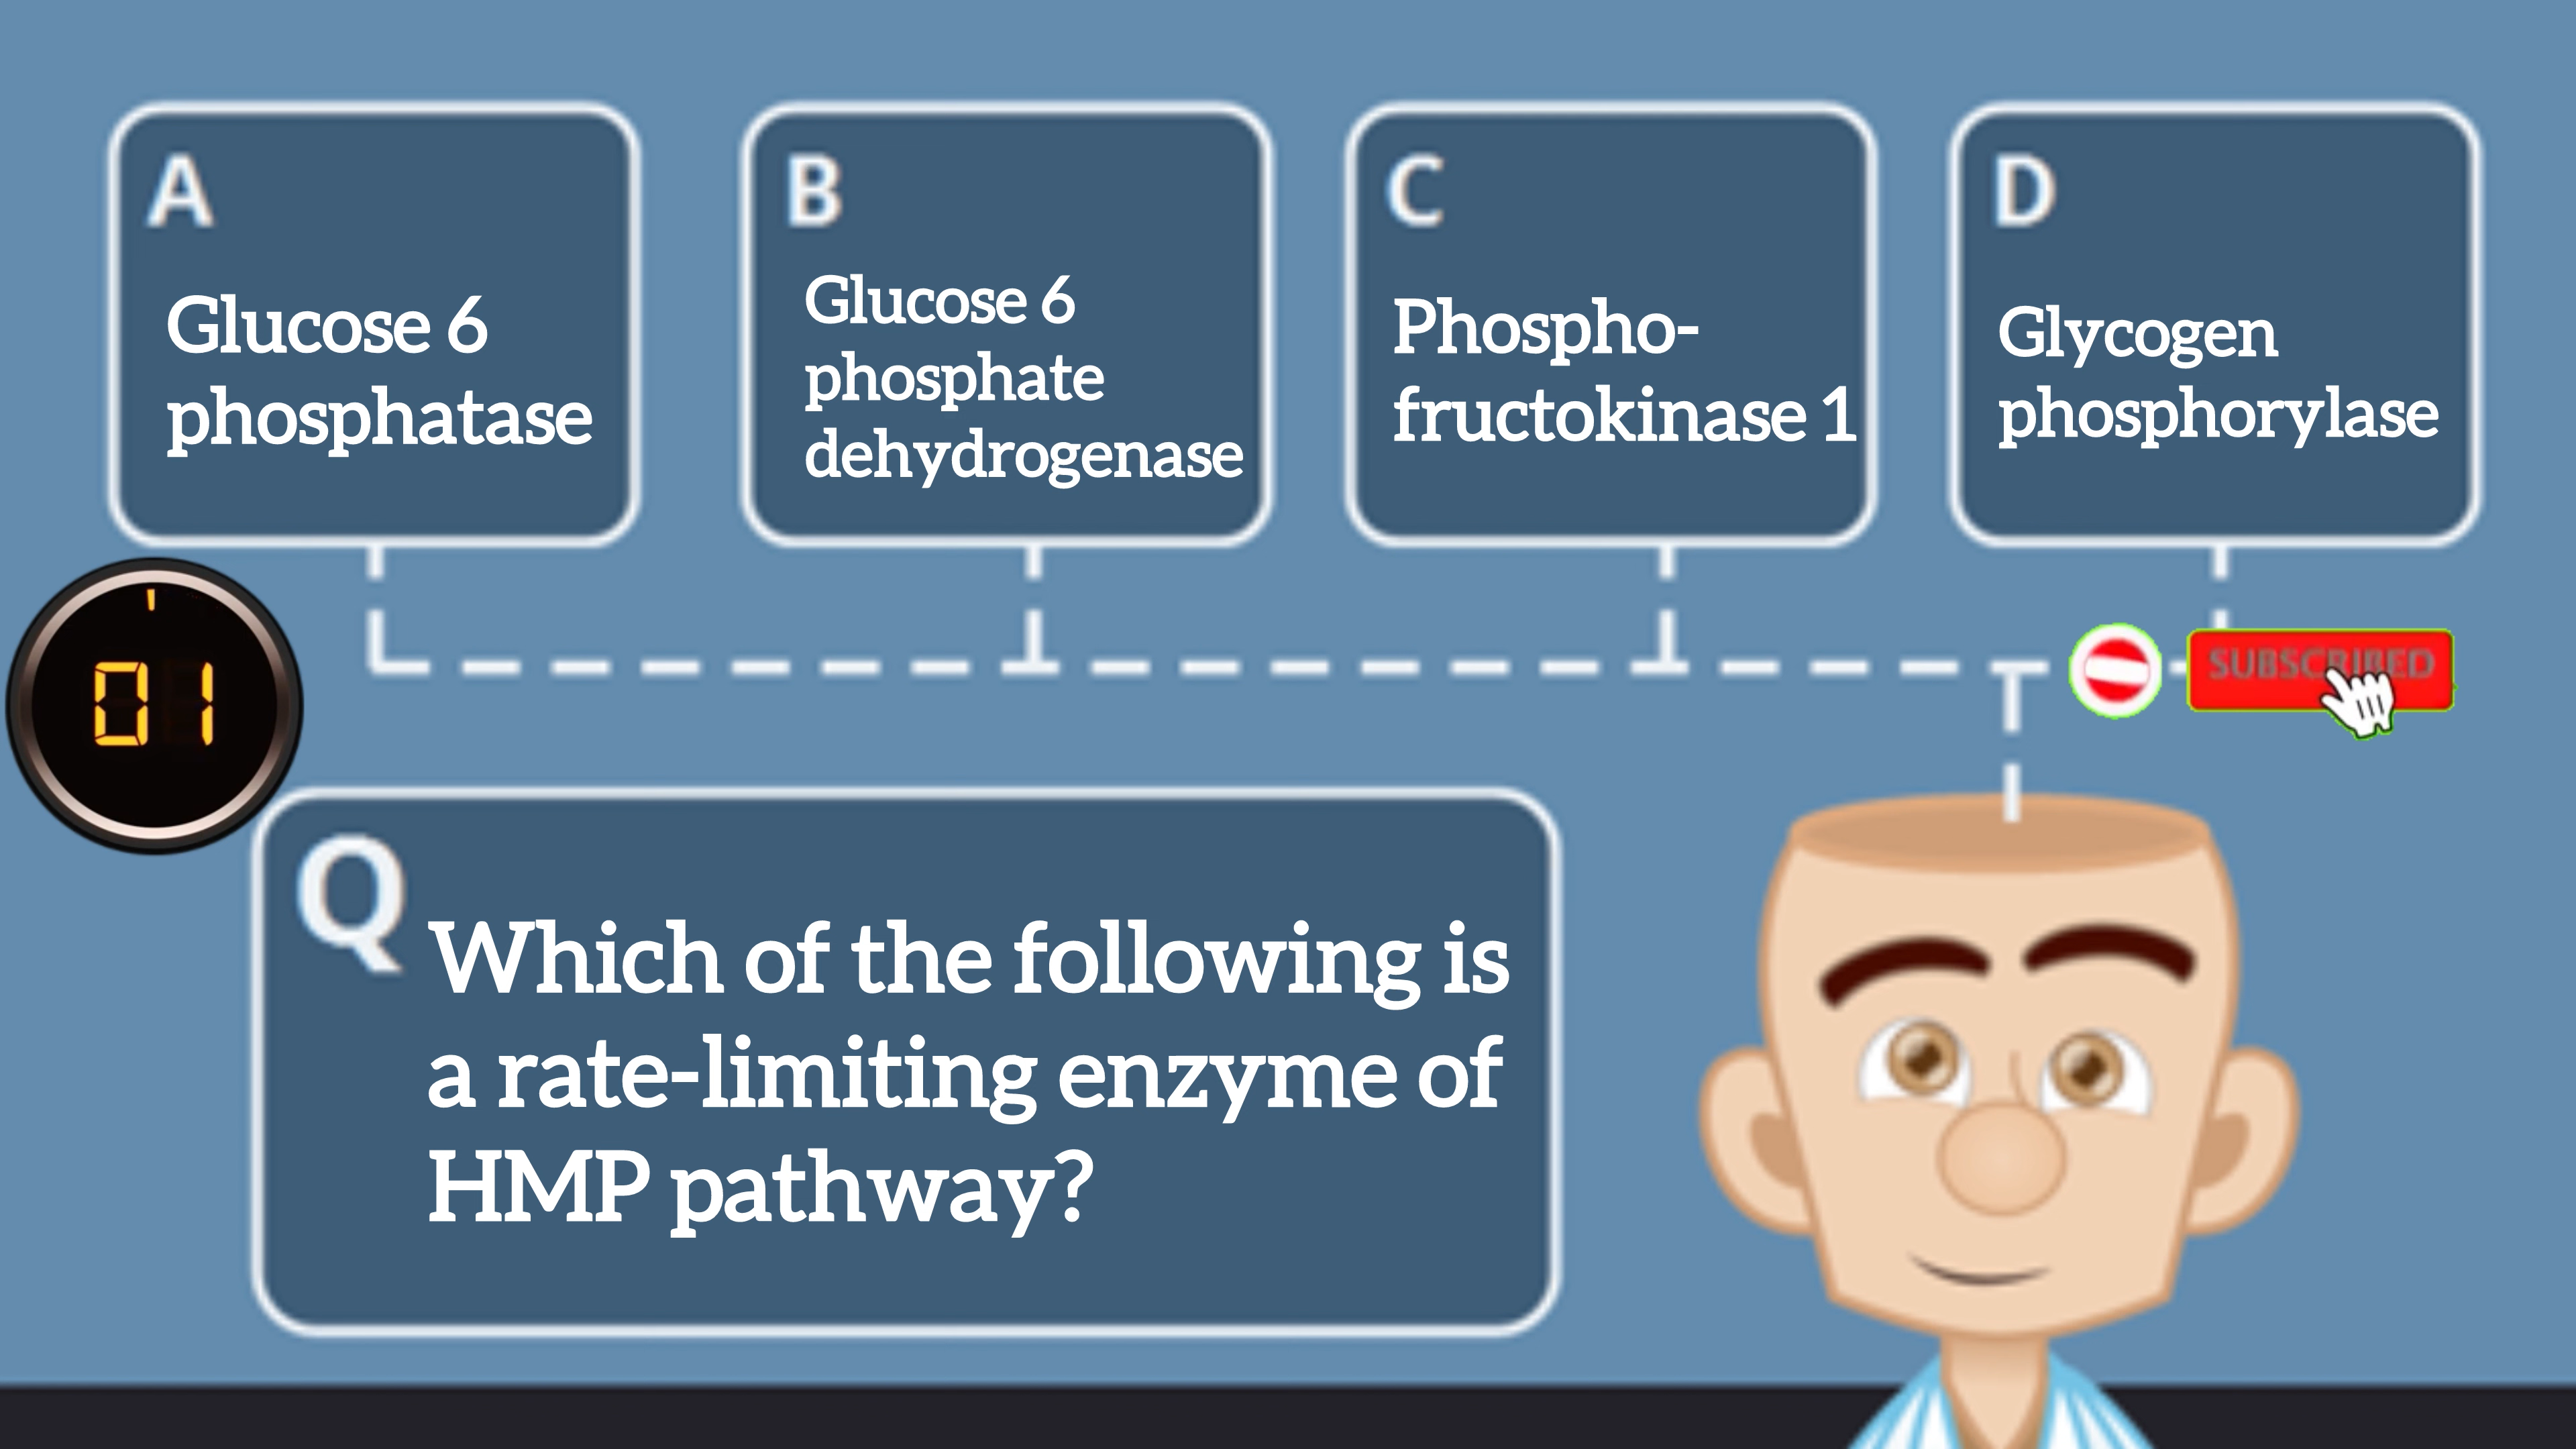 A
Glucose 6
phosphatase
B
Glucose 6
phosphate
dehydrogenase
C
Phospho-
fructokinase 1
D
Glycogen
phosphorylase
01
SUBSCRIBED
Q
Which of the following is
a rate-limiting enzyme of
HMP pathway?